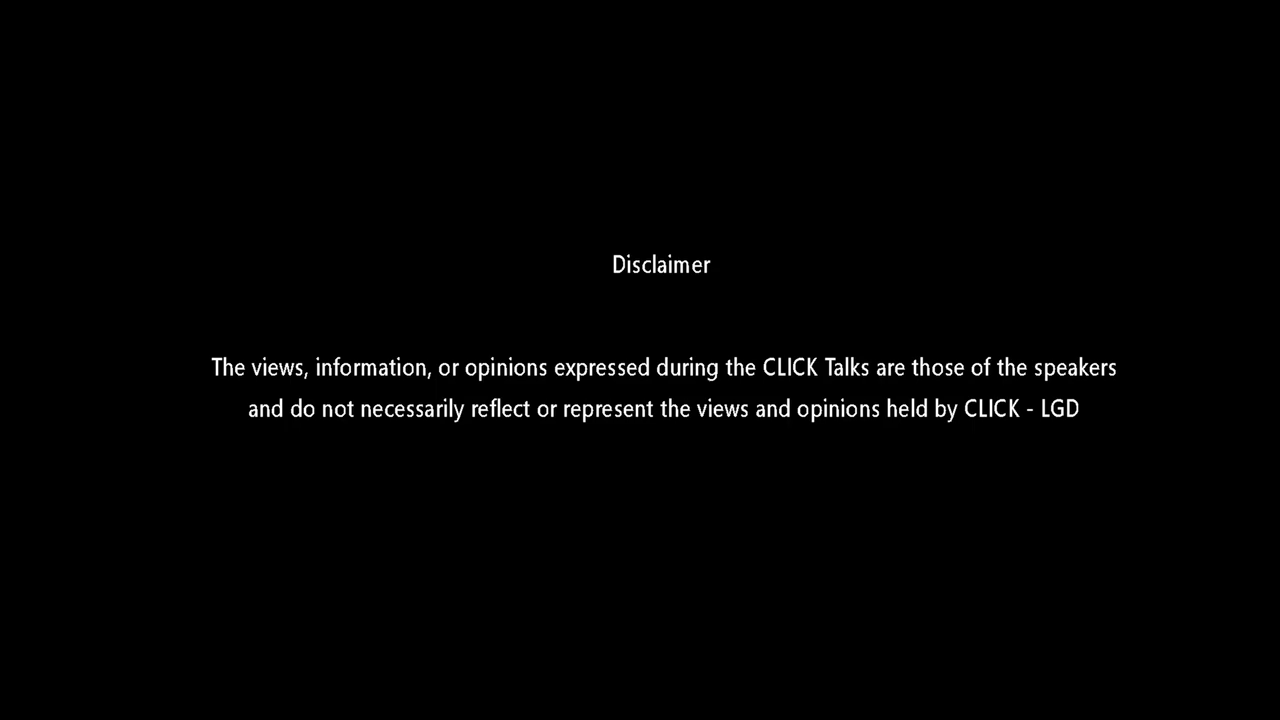 Disclaimer
The views, information, or opinions expressed during the CLICK Talks are those of the speakers
and do not necessarily reflect or represent the views and opinions held by CLICK - LGD